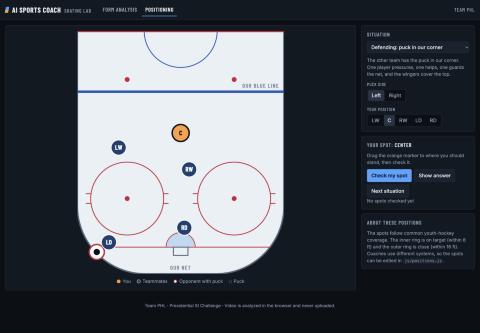 AI SPORTS COACH SKATING LAB FORM ANALYSIS POSITIONING TEAM PHL
OUR BLUE LINE
C
LW
RW
RD
LD
OUR NET
You Teammates Opponent with puck Puck
SITUATION
Defending: puck in our corner
The other team has the puck in our corner.
One player pressures, one helps, one guards
the net, and the wingers cover the top.
PUCK SIDE
Left Right
YOUR POSITION
LW C RW LD RD
YOUR SPOT: CENTER
Drag the orange marker to where you should
stand, then check it.
Check my spot Show answer
Next situation
No spots checked yet
ABOUT THESE POSITIONS
The spots follow common youth-hockey
coverage. The inner ring is on target (within 8
ft) and the outer ring is close (within 16 ft).
Coaches use different systems, so the spots
can be edited in js/positions.js.
Team PHL · Presidential AI Challenge · Video is analyzed in the browser and never uploaded.